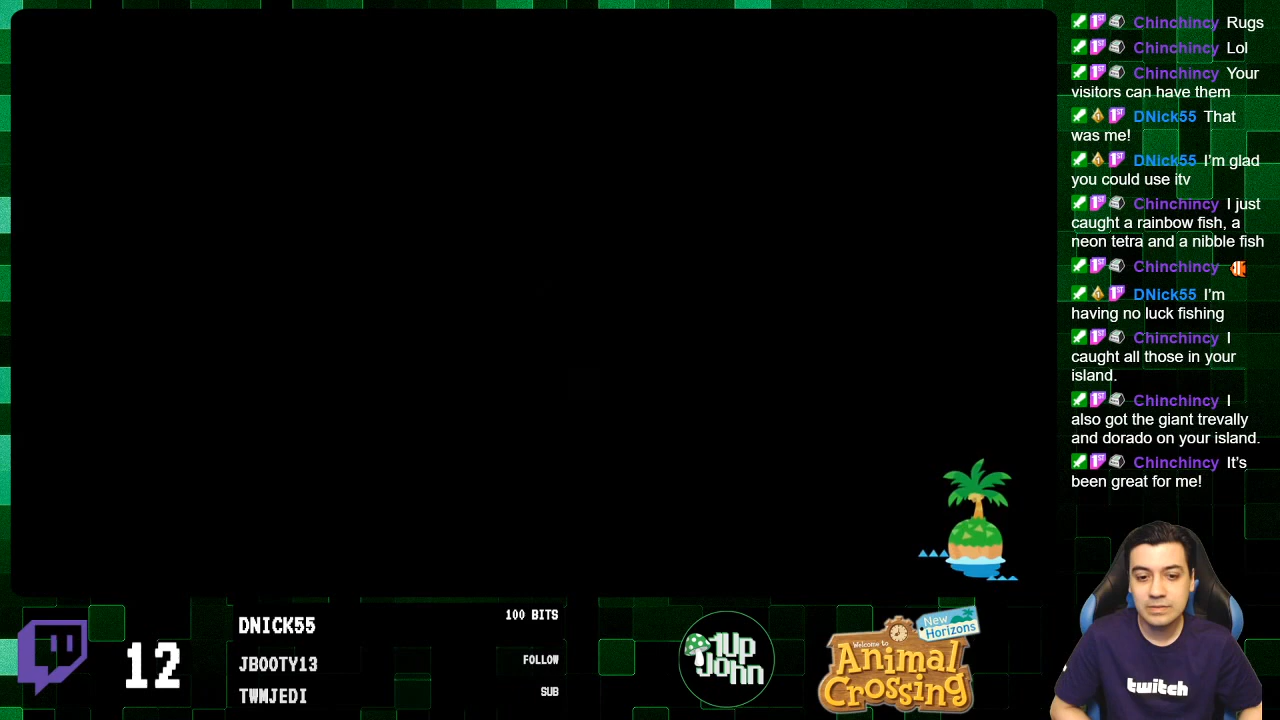 Chinchincy Rugs
Chinchincy Lol
Chinchincy Your
visitors can have them
DNick55 That
was me!
DNick55 I'm glad
you could use itv
Chinchincy I just
caught a rainbow fish, a
neon tetra and a nibble fish
Chinchincy
DNick55 I'm
having no luck fishing
Chinchincy I
caught all those in your
island.
Chinchincy I
also got the giant trevally
and dorado on your island.
Chinchincy It's
been great for me!
12
DNICK55 100 BITS
JBOOTY13 FOLLOW
TWMJEDI SUB
1Up
John
New
Horizons
Welcome to
Animal
Crossing
twitch